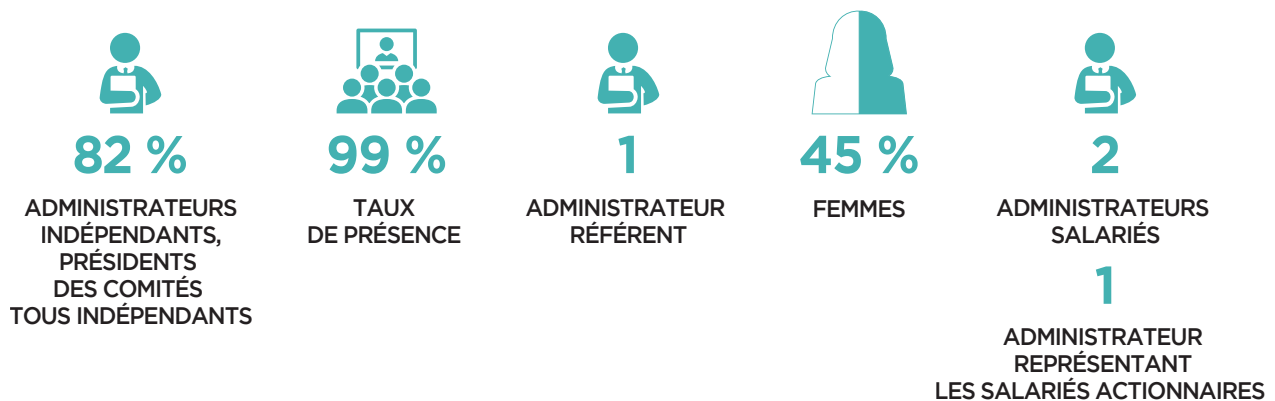 82 %
ADMINISTRATEURS
INDÉPENDANTS,
PRÉSIDENTS
DES COMITÉS
TOUS INDÉPENDANTS
99 %
TAUX
DE PRÉSENCE
1
ADMINISTRATEUR
RÉFÉRENT
45 %
FEMMES
2
ADMINISTRATEURS
SALARIÉS
1
ADMINISTRATEUR
REPRÉSENTANT
LES SALARIÉS ACTIONNAIRES